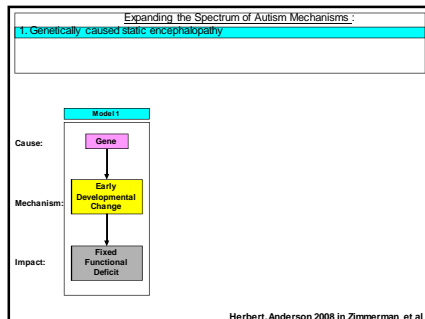 Expanding the Spectrum of Autism Mechanisms :
1. Genetically caused static encephalopathy
Model 1
Cause:
Gene
Mechanism:
Early
Developmental
Change
Impact:
Fixed
Functional
Deficit
Herbert, Anderson 2008 in Zimmerman, et al